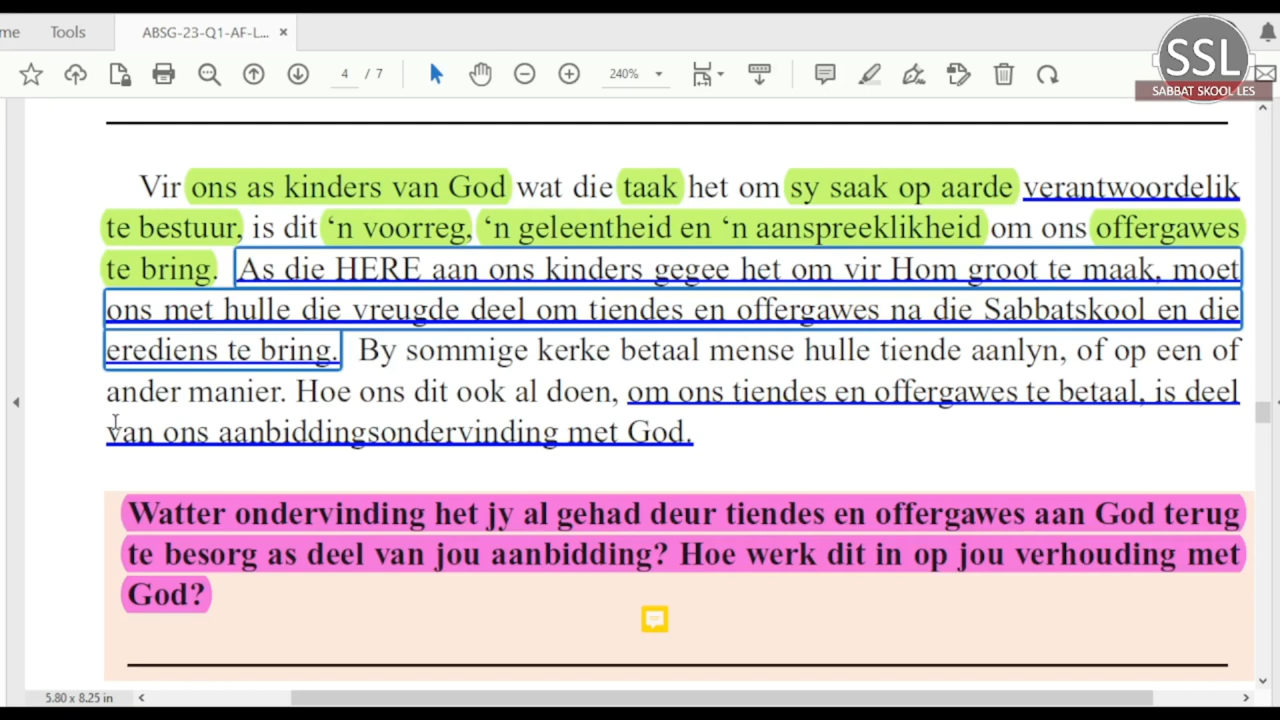 me Tools ABSG-23-Q1-AF-L... ×
4 / 7 240%
SSL
SABBAT SKOOL LES
Vir ons as kinders van God wat die taak het om sy saak op aarde verantwoordelik
te bestuur, is dit ‘n voorreg, ‘n geleentheid en ‘n aanspreeklikheid om ons offergawes
te bring. As die HERE aan ons kinders gegee het om vir Hom groot te maak, moet
ons met hulle die vreugde deel om tiendes en offergawes na die Sabbatskool en die
erediens te bring. By sommige kerke betaal mense hulle tiende aanlyn, of op een of
ander manier. Hoe ons dit ook al doen, om ons tiendes en offergawes te betaal, is deel
van ons aanbiddingsondervinding met God.
Watter ondervinding het jy al gehad deur tiendes en offergawes aan God terug
te besorg as deel van jou aanbidding? Hoe werk dit in op jou verhouding met
God?
5.80 x 8.25 in